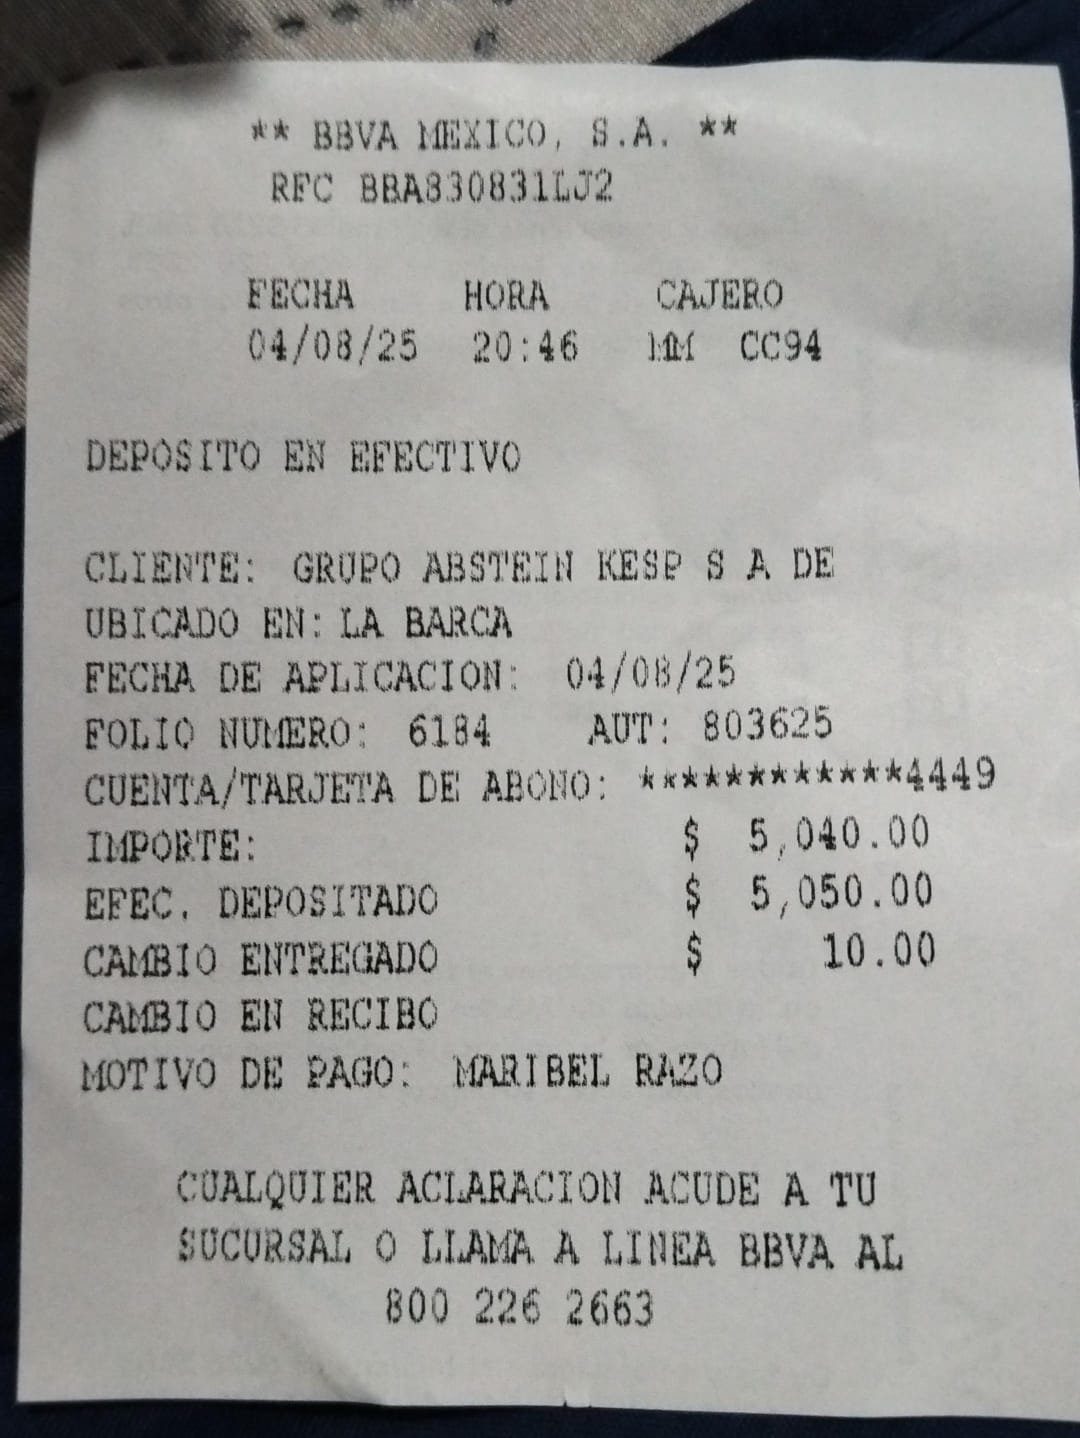 ** BBVA MEXICO, S.A. **
RFC BBA830831LJ2
FECHA HORA CAJERO
04/08/25 20:46 MM CC94
DEPOSITO EN EFECTIVO
CLIENTE: GRUPO ABSTEIN KESP S A DE
UBICADO EN: LA BARCA
FECHA DE APLICACION: 04/08/25
FOLIO NUMERO: 6184 AUT: 803625
CUENTA/TARJETA DE ABONO: ************4449
IMPORTE: $ 5,040.00
EFEC. DEPOSITADO $ 5,050.00
CAMBIO ENTREGADO $ 10.00
CAMBIO EN RECIBO
MOTIVO DE PAGO: MARIBEL RAZO
CUALQUIER ACLARACION ACUDE A TU
SUCURSAL O LLAMA A LINEA BBVA AL
800 226 2663